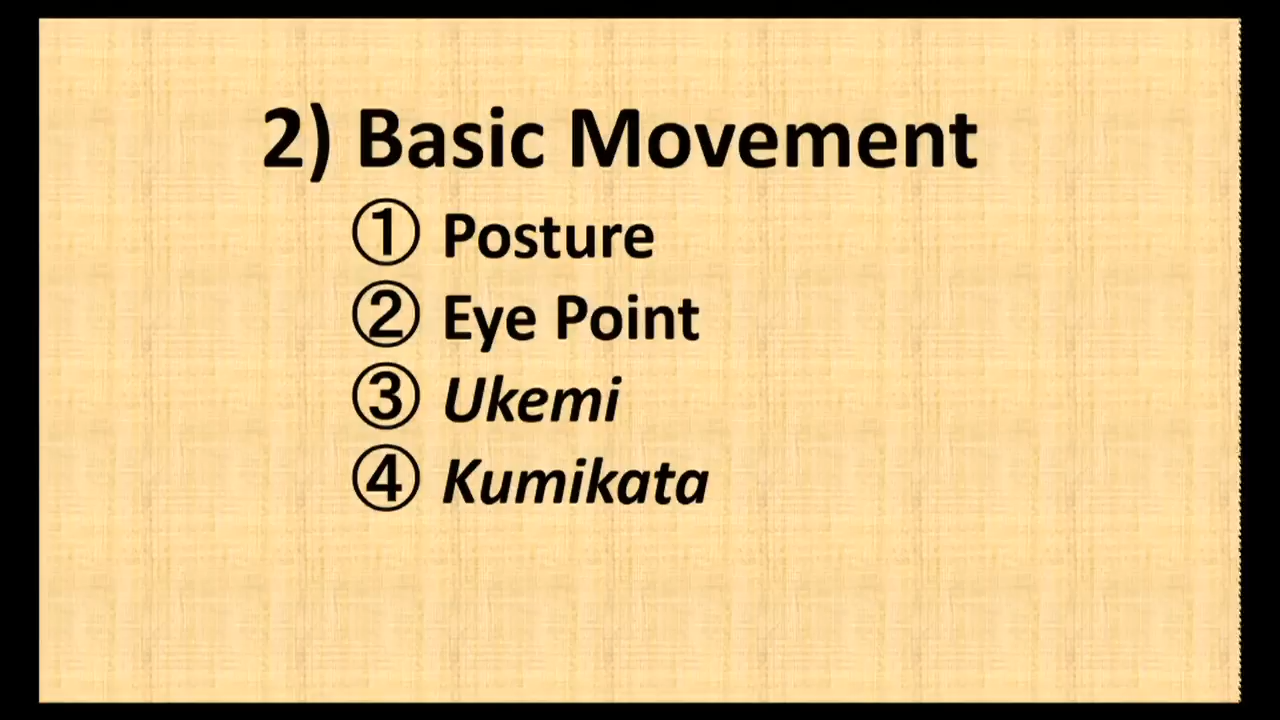 2) Basic Movement
① Posture
② Eye Point
③ Ukemi
④ Kumikata